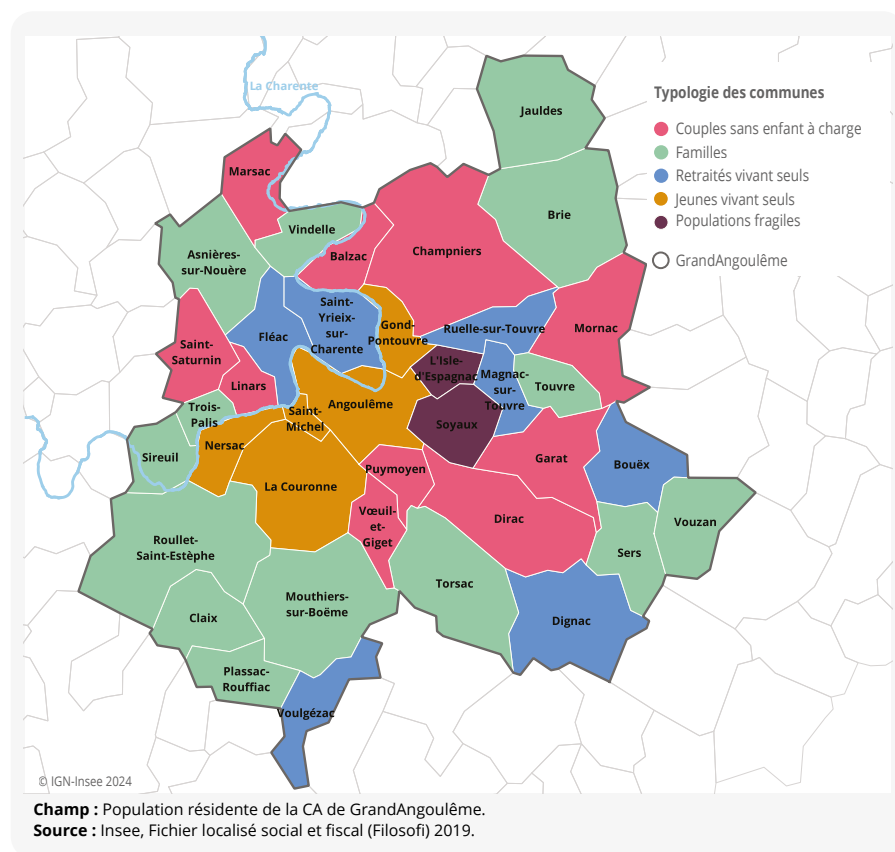 La Charente
Jauldes
Typologie des communes
Couples sans enfant à charge
Familles
Retraités vivant seuls
Jeunes vivant seuls
Populations fragiles
GrandAngoulême
Marsac
Brie
Vindelle
Asnières-
sur-Nouère
Balzac
Champniers
Saint-
Yrieix-
sur-
Charente
Fléac
Gond-
Pontouvre
Ruelle-sur-Touvre
Mornac
Saint-
Saturnin
L'Isle-
d'Espagnac
Magnac-
sur-
Touvre
Touvre
Linars
Trois-
Palis
Saint-
Michel
Angoulême
Soyaux
Nersac
Sireuil
Puymoyen
Garat
Bouëx
La Couronne
Vœuil-
et-
Giget
Dirac
Vouzan
Roullet-
Saint-Estèphe
Sers
Torsac
Mouthiers-
sur-Boëme
Claix
Dignac
Plassac-
Rouffiac
Voulgézac
© IGN-Insee 2024
Champ : Population résidente de la CA de GrandAngoulême.
Source : Insee, Fichier localisé social et fiscal (Filosofi) 2019.